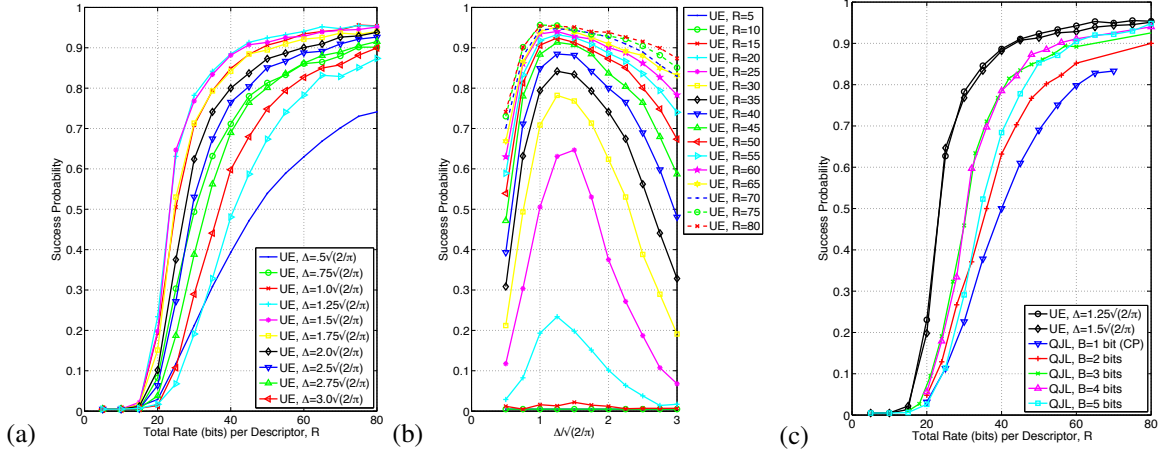 (a)
Success Probability
1
0.9
0.8
0.7
0.6
0.5
0.4
0.3
0.2
0.1
0
0 20 40 60 80
Total Rate (bits) per Descriptor, R
UE, Δ=.5√(2/π)
UE, Δ=.75√(2/π)
UE, Δ=1.0√(2/π)
UE, Δ=1.25√(2/π)
UE, Δ=1.5√(2/π)
UE, Δ=1.75√(2/π)
UE, Δ=2.0√(2/π)
UE, Δ=2.5√(2/π)
UE, Δ=2.75√(2/π)
UE, Δ=3.0√(2/π)
(b)
Success Probability
1
0.9
0.8
0.7
0.6
0.5
0.4
0.3
0.2
0.1
0
0 1 2 3
Δ/√(2/π)
UE, R=5
UE, R=10
UE, R=15
UE, R=20
UE, R=25
UE, R=30
UE, R=35
UE, R=40
UE, R=45
UE, R=50
UE, R=55
UE, R=60
UE, R=65
UE, R=70
UE, R=75
UE, R=80
(c)
Success Probability
1
0.9
0.8
0.7
0.6
0.5
0.4
0.3
0.2
0.1
0
0 20 40 60 80
Total Rate (bits) per Descriptor, R
UE, Δ=1.25√(2/π)
UE, Δ=1.5√(2/π)
QJL, B=1 bit (CP)
QJL, B=2 bits
QJL, B=3 bits
QJL, B=4 bits
QJL, B=5 bits